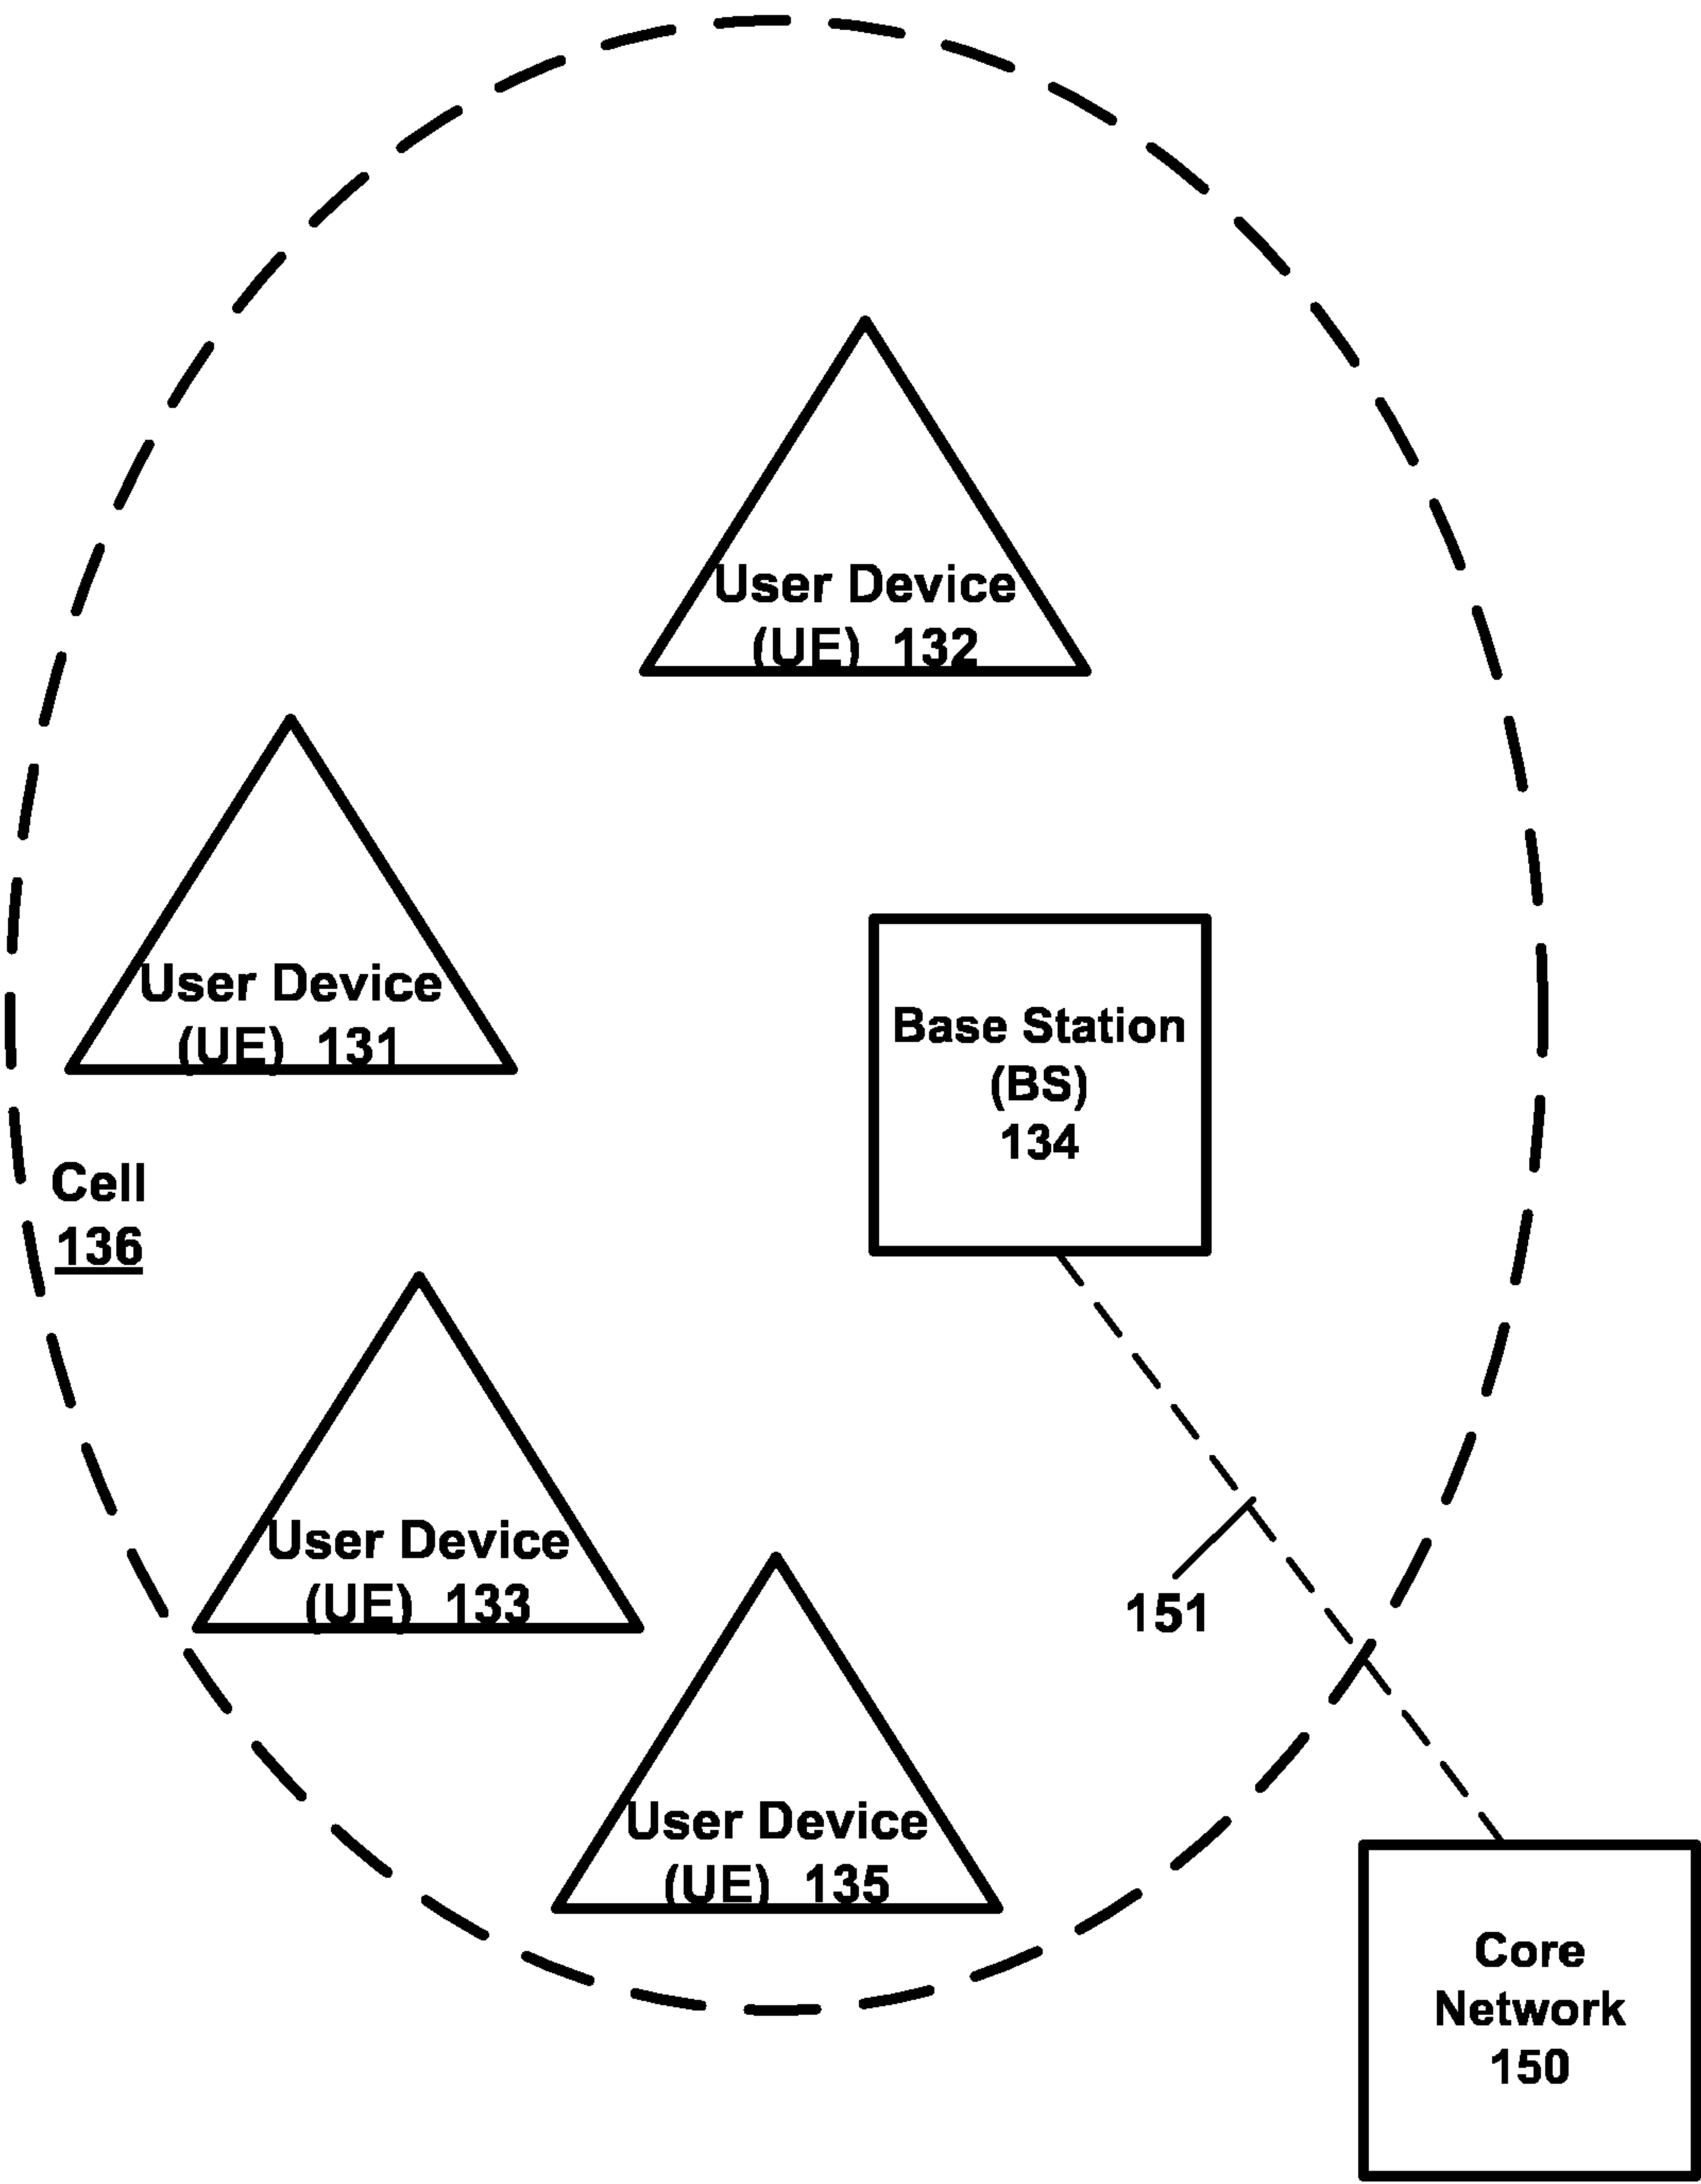 User Device
(UE) 132
User Device
(UE) 131
Base Station
(BS)
134
Cell
136
User Device
(UE) 133
151
User Device
(UE) 135
Core
Network
150